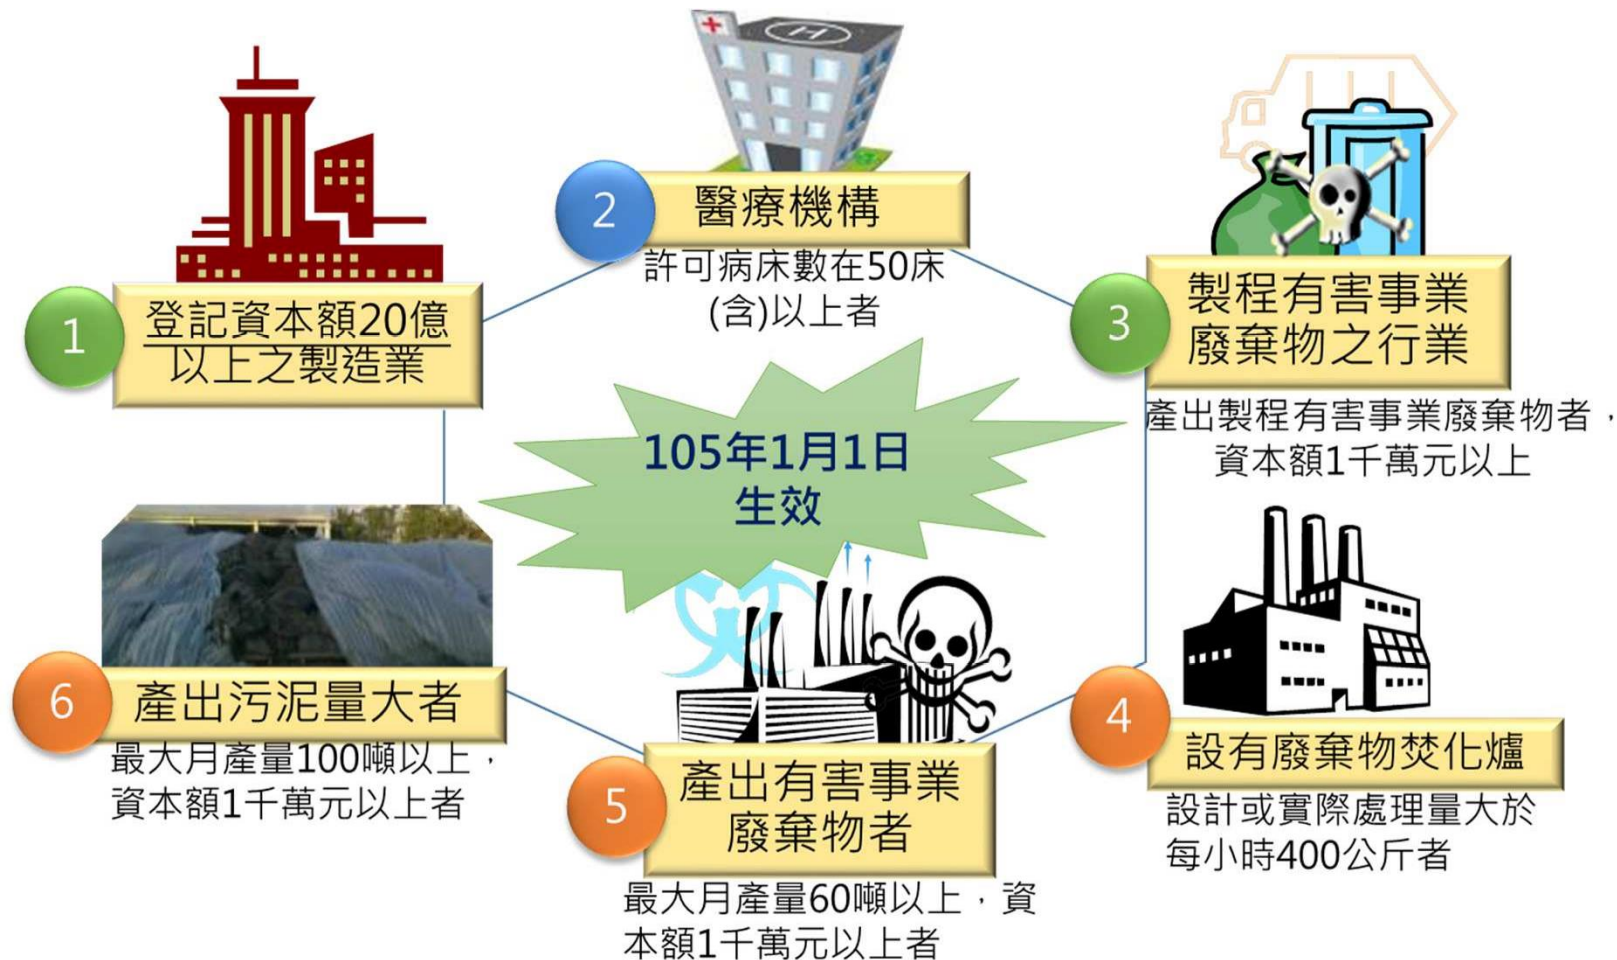 1
登記資本額20億
以上之製造業
2
醫療機構
許可病床數在50床
(含)以上者
3
製程有害事業
廢棄物之行業
產出製程有害事業廢棄物者，
資本額1千萬元以上
105年1月1日
生效
4
設有廢棄物焚化爐
設計或實際處理量大於
每小時400公斤者
5
產出有害事業
廢棄物者
最大月產量60噸以上，資
本額1千萬元以上者
6
產出污泥量大者
最大月產量100噸以上，
資本額1千萬元以上者
H